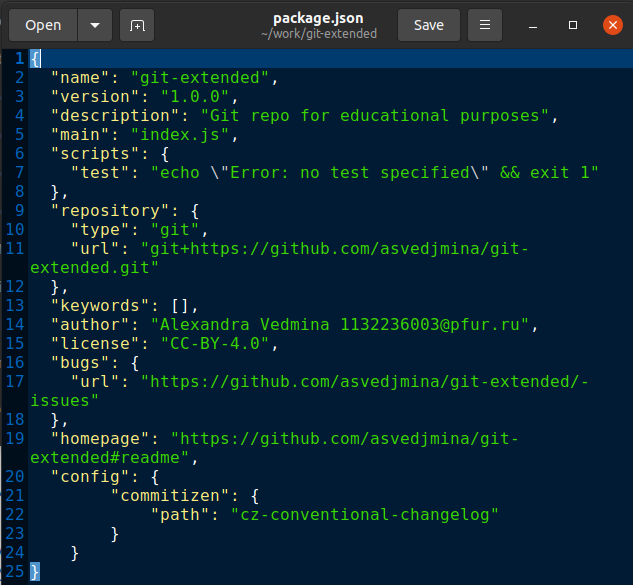 Open
package.json
~/work/git-extended
Save
1 {
2 "name": "git-extended",
3 "version": "1.0.0",
4 "description": "Git repo for educational purposes",
5 "main": "index.js",
6 "scripts": {
7 "test": "echo \"Error: no test specified\" && exit 1"
8 },
9 "repository": {
10 "type": "git",
11 "url": "git+https://github.com/asvedjmina/git-
extended.git"
12 },
13 "keywords": [],
14 "author": "Alexandra Vedmina 1132236003@pfur.ru",
15 "license": "CC-BY-4.0",
16 "bugs": {
17 "url": "https://github.com/asvedjmina/git-extended/-
issues"
18 },
19 "homepage": "https://github.com/asvedjmina/git-
extended#readme",
20 "config": {
21 "commitizen": {
22 "path": "cz-conventional-changelog"
23 }
24 }
25 }